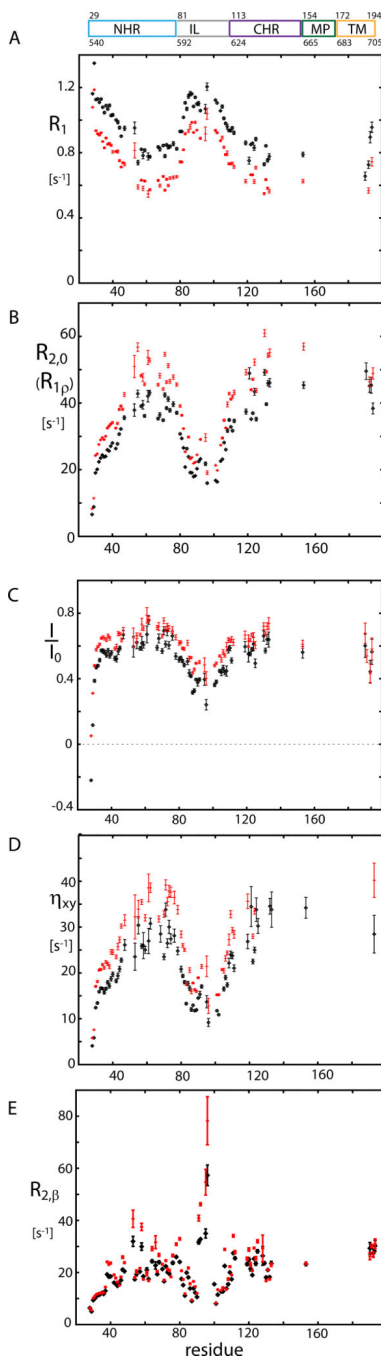 29 81 113 154 172 194
NHR IL CHR MP TM
540 592 624 665 683 705
A
1.2
R1
0.8
[s-1]
0.4
0
40 80 120 160
B
60
R2,0
(R1ρ)
40
[s-1]
20
0
40 80 120 160
C
0.8
I
I0
0.4
0
-0.4
40 80 120 160
D
ηxy
40
30
[s-1]
20
10
0
40 80 120 160
E
80
R2,β
60
[s-1]
40
20
0
40 80 120 160
residue